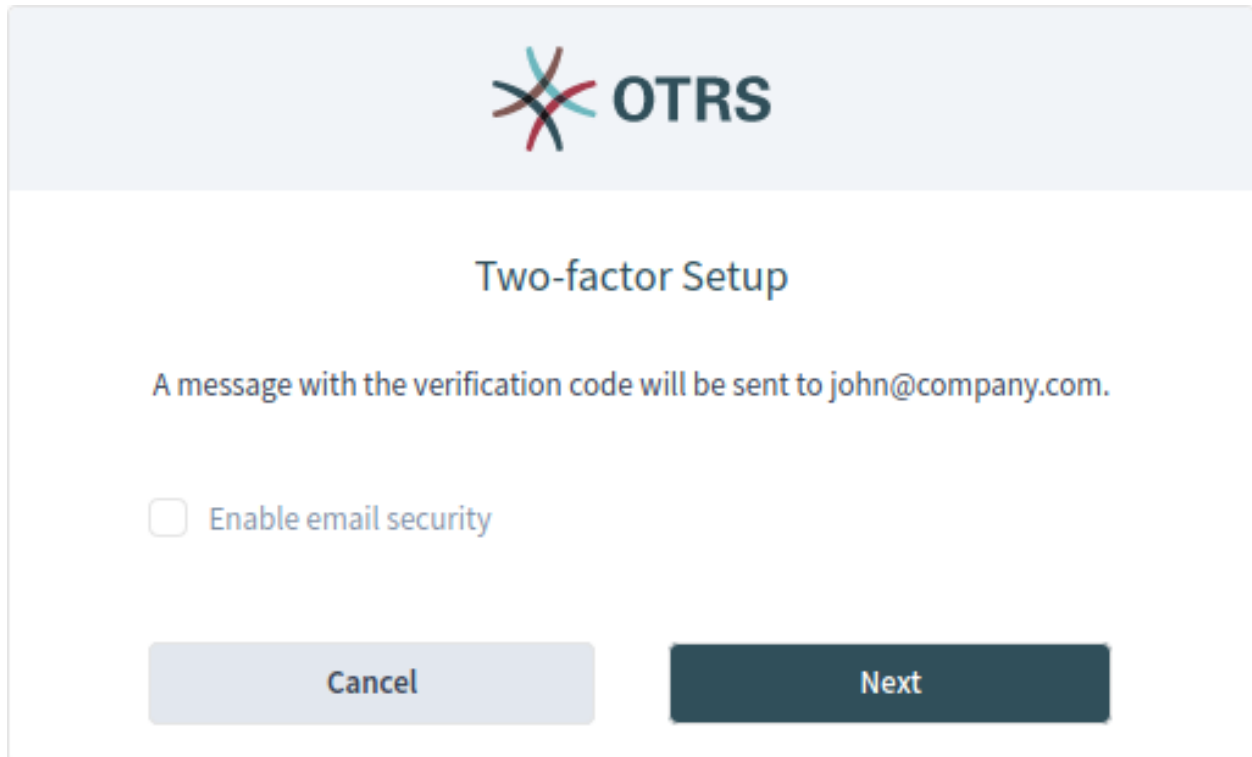 OTRS
Two-factor Setup
A message with the verification code will be sent to john@company.com.
Enable email security
Cancel
Next